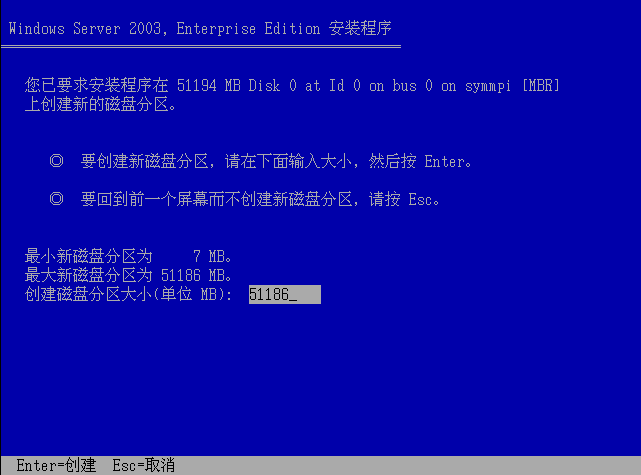 Windows Server 2003, Enterprise Edition 安装程序
您已要求安装程序在 51194 MB Disk 0 at Id 0 on bus 0 on symmpi [MBR]
上创建新的磁盘分区。
◎ 要创建新磁盘分区，请在下面输入大小，然后按 Enter。
◎ 要回到前一个屏幕而不创建新磁盘分区，请按 Esc。
最小新磁盘分区为 7 MB。
最大新磁盘分区为 51186 MB。
创建磁盘分区大小(单位 MB): 51186_
Enter=创建 Esc=取消